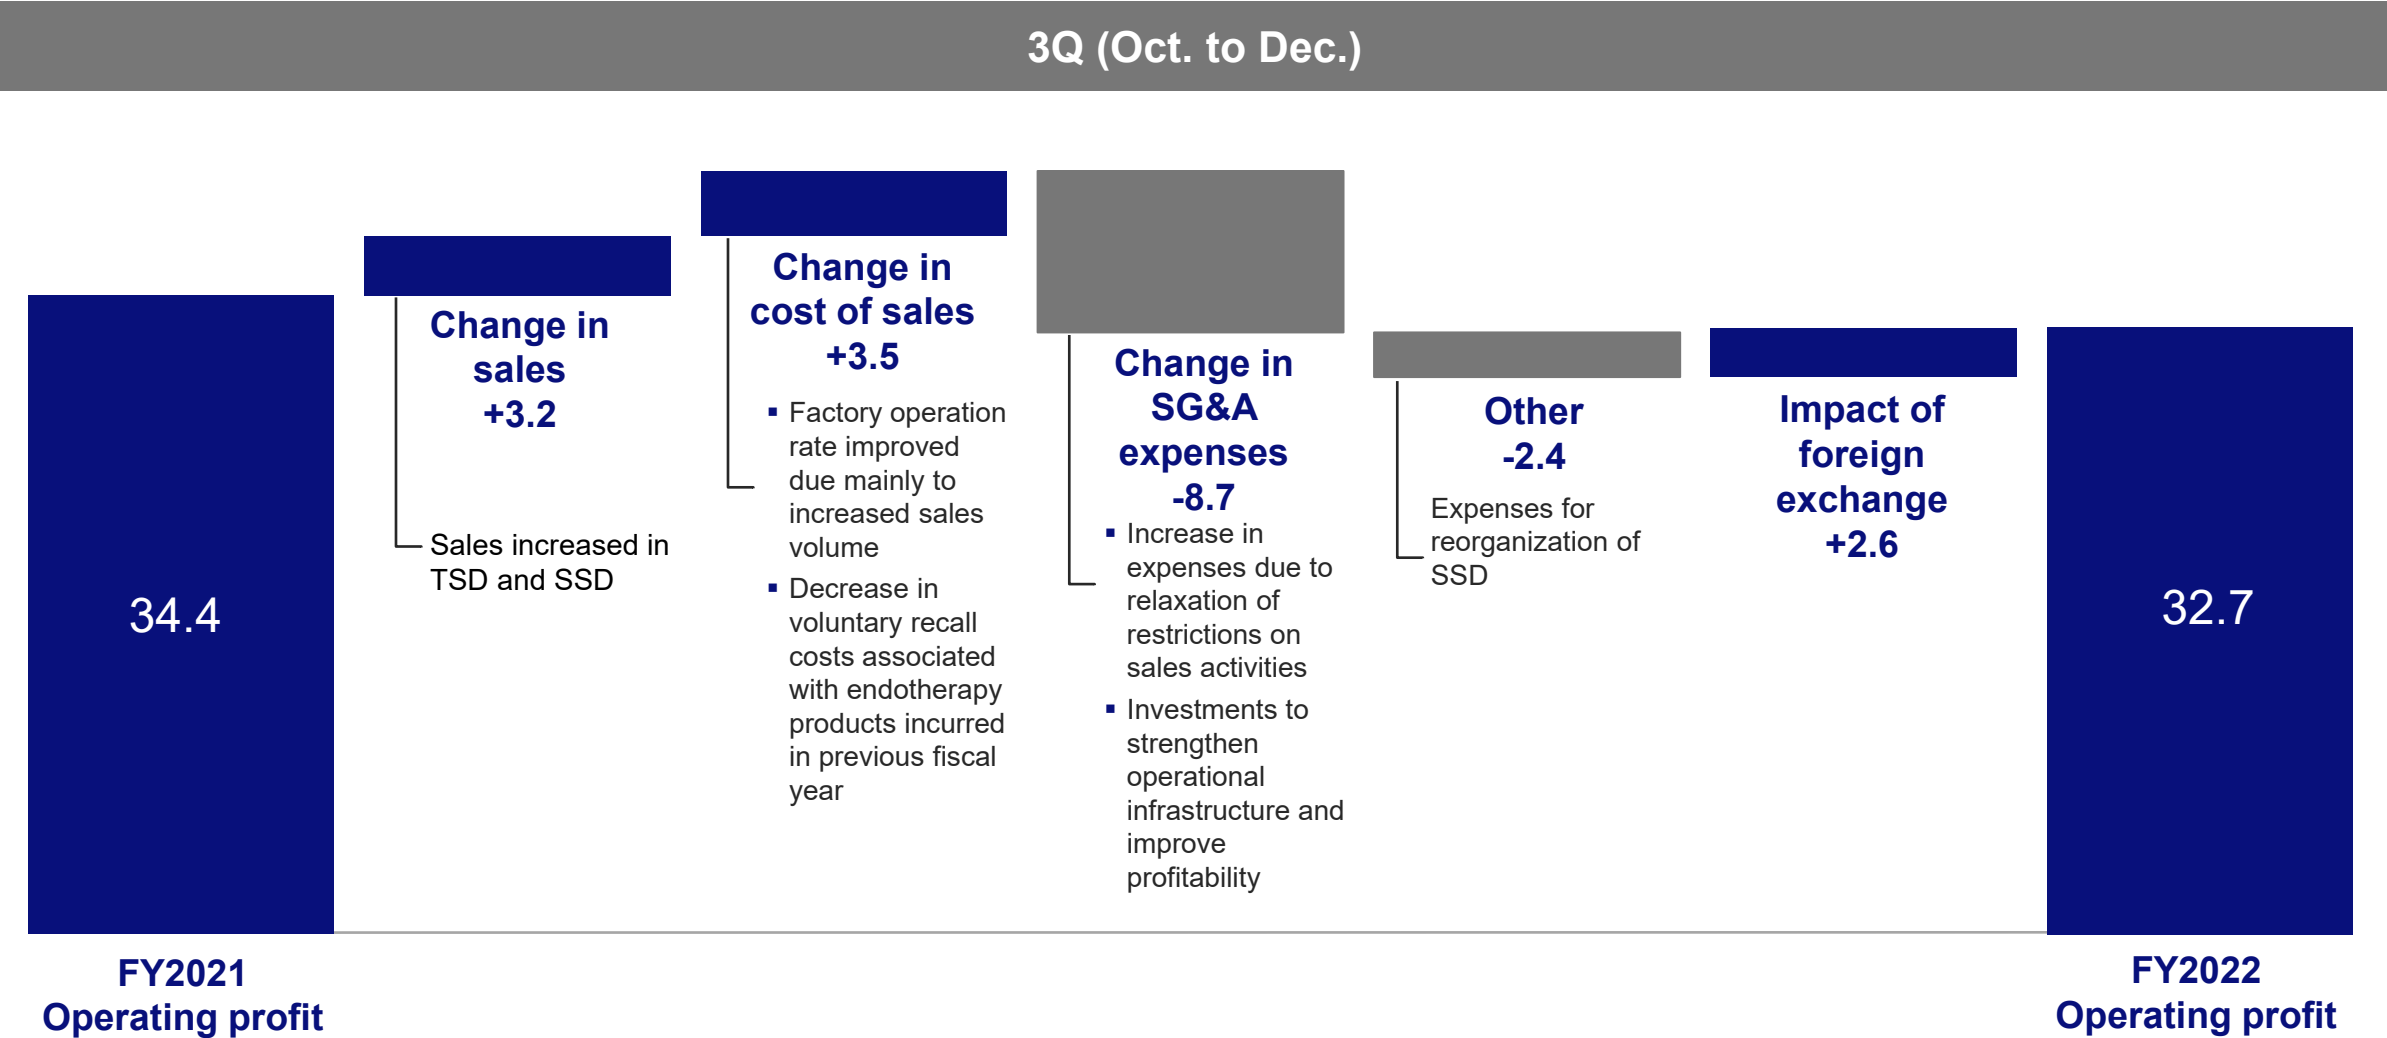 3Q (Oct. to Dec.)
34.4
FY2021
Operating profit
Change in
sales
+3.2
Sales increased in
TSD and SSD
Change in
cost of sales
+3.5
▪ Factory operation
rate improved
due mainly to
increased sales
volume
▪ Decrease in
voluntary recall
costs associated
with endotherapy
products incurred
in previous fiscal
year
Change in
SG&A
expenses
-8.7
▪ Increase in
expenses due to
relaxation of
restrictions on
sales activities
▪ Investments to
strengthen
operational
infrastructure and
improve
profitability
Other
-2.4
Expenses for
reorganization of
SSD
Impact of
foreign
exchange
+2.6
32.7
FY2022
Operating profit